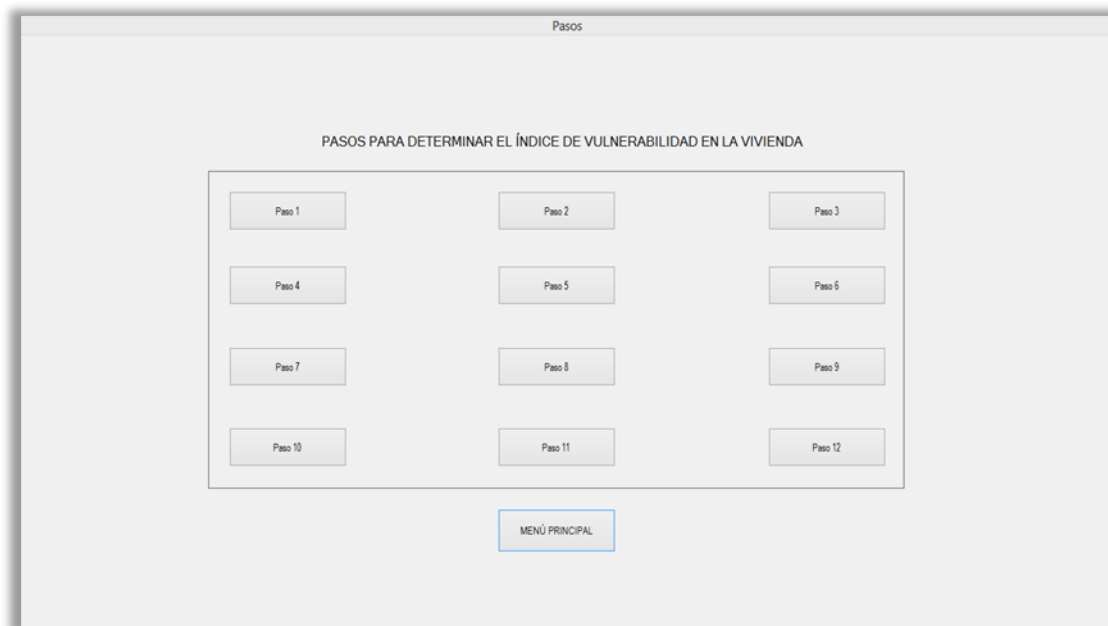 Pasos
PASOS PARA DETERMINAR EL ÍNDICE DE VULNERABILIDAD EN LA VIVIENDA
Paso 1
Paso 2
Paso 3
Paso 4
Paso 5
Paso 6
Paso 7
Paso 8
Paso 9
Paso 10
Paso 11
Paso 12
MENÚ PRINCIPAL